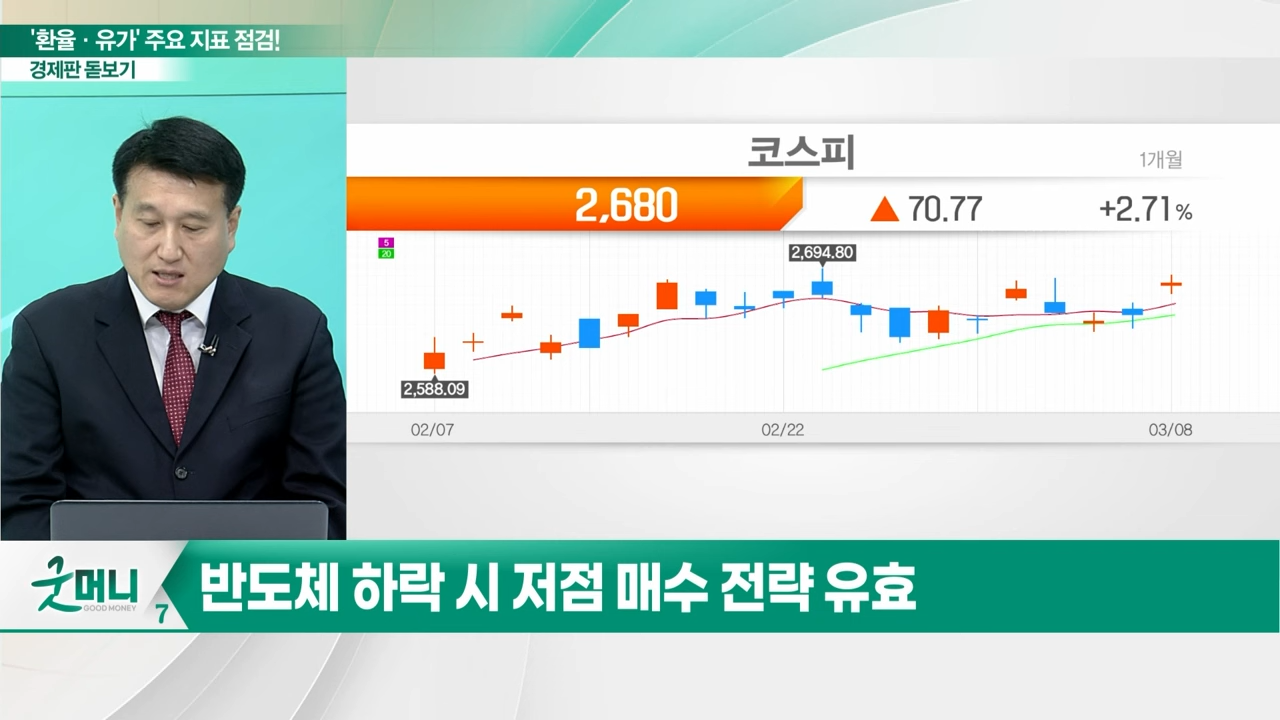 '환율·유가' 주요 지표 점검!
경제판 돋보기
코스피
1개월
2,680
▲ 70.77
+2.71%
5
20
2,694.80
2,588.09
02/07
02/22
03/08
굿머니
GOOD MONEY
7
반도체 하락 시 저점 매수 전략 유효